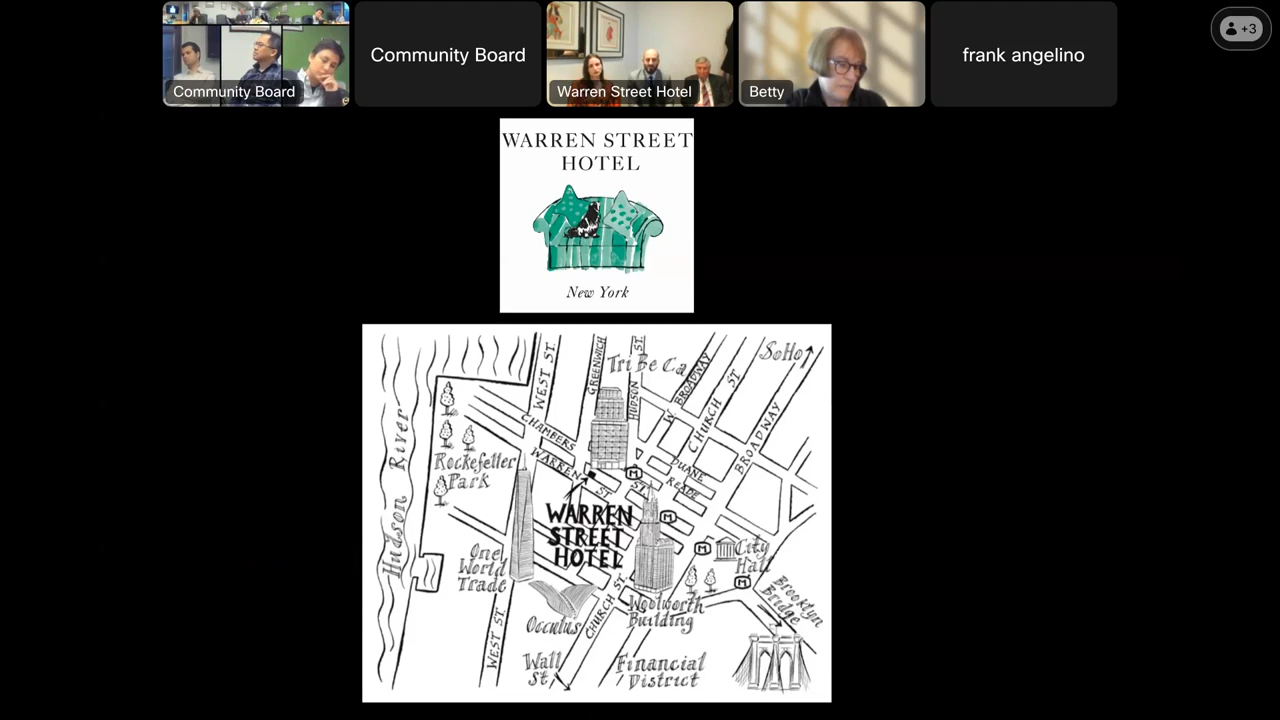 Community Board
Community Board
Warren Street Hotel
Betty
frank angelino
+3
WARREN STREET
HOTEL
New York
WEST ST.
GREENWICH
ST.
TriBeCa
HUDSON
W. BROADWAY
CHURCH ST
SoHo
BROADWAY
Hudson River
CHAMBERS
WARREN
ST
ST.
DUANE
READE
Rockefeller
Park
M
M
M
M
WARREN
STREET
HOTEL
One
World
Trade
City
Hall
Brooklyn
Bridge
Occulus
CHURCH ST.
Woolworth
Building
WEST ST.
Wall
St.
Financial
District